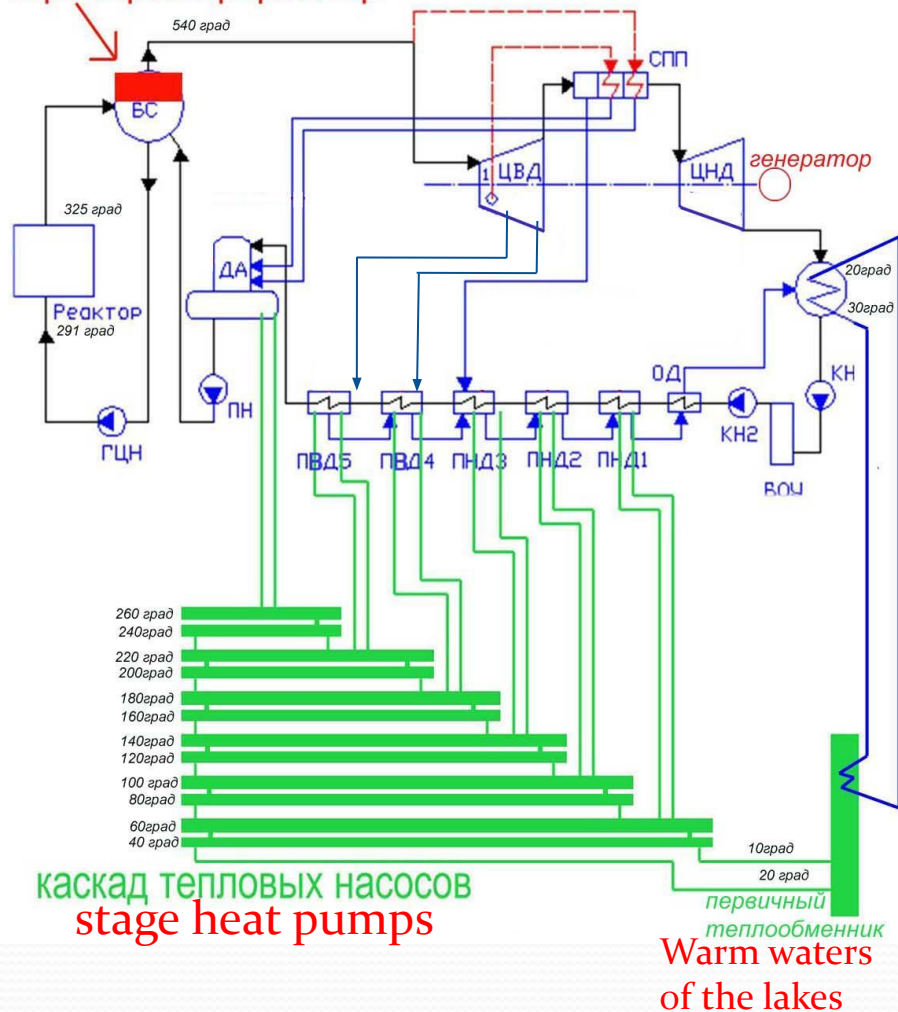 540 град
СПП
БС
1 ЦВД
ЦНД
генератор
325 град
ДА
20град
30град
Реактор
291 град
ПН
ОД
КН
КН2
ГЦН
ПВД5
ПВД4
ПНД3
ПНД2
ПНД1
ВОУ
260 град
240град
220 град
200град
180град
160град
140град
120град
100 град
80град
60град
40 град
10град
20 град
каскад тепловых насосов
stage heat pumps
первичный
теплообменник
Warm waters
of the lakes